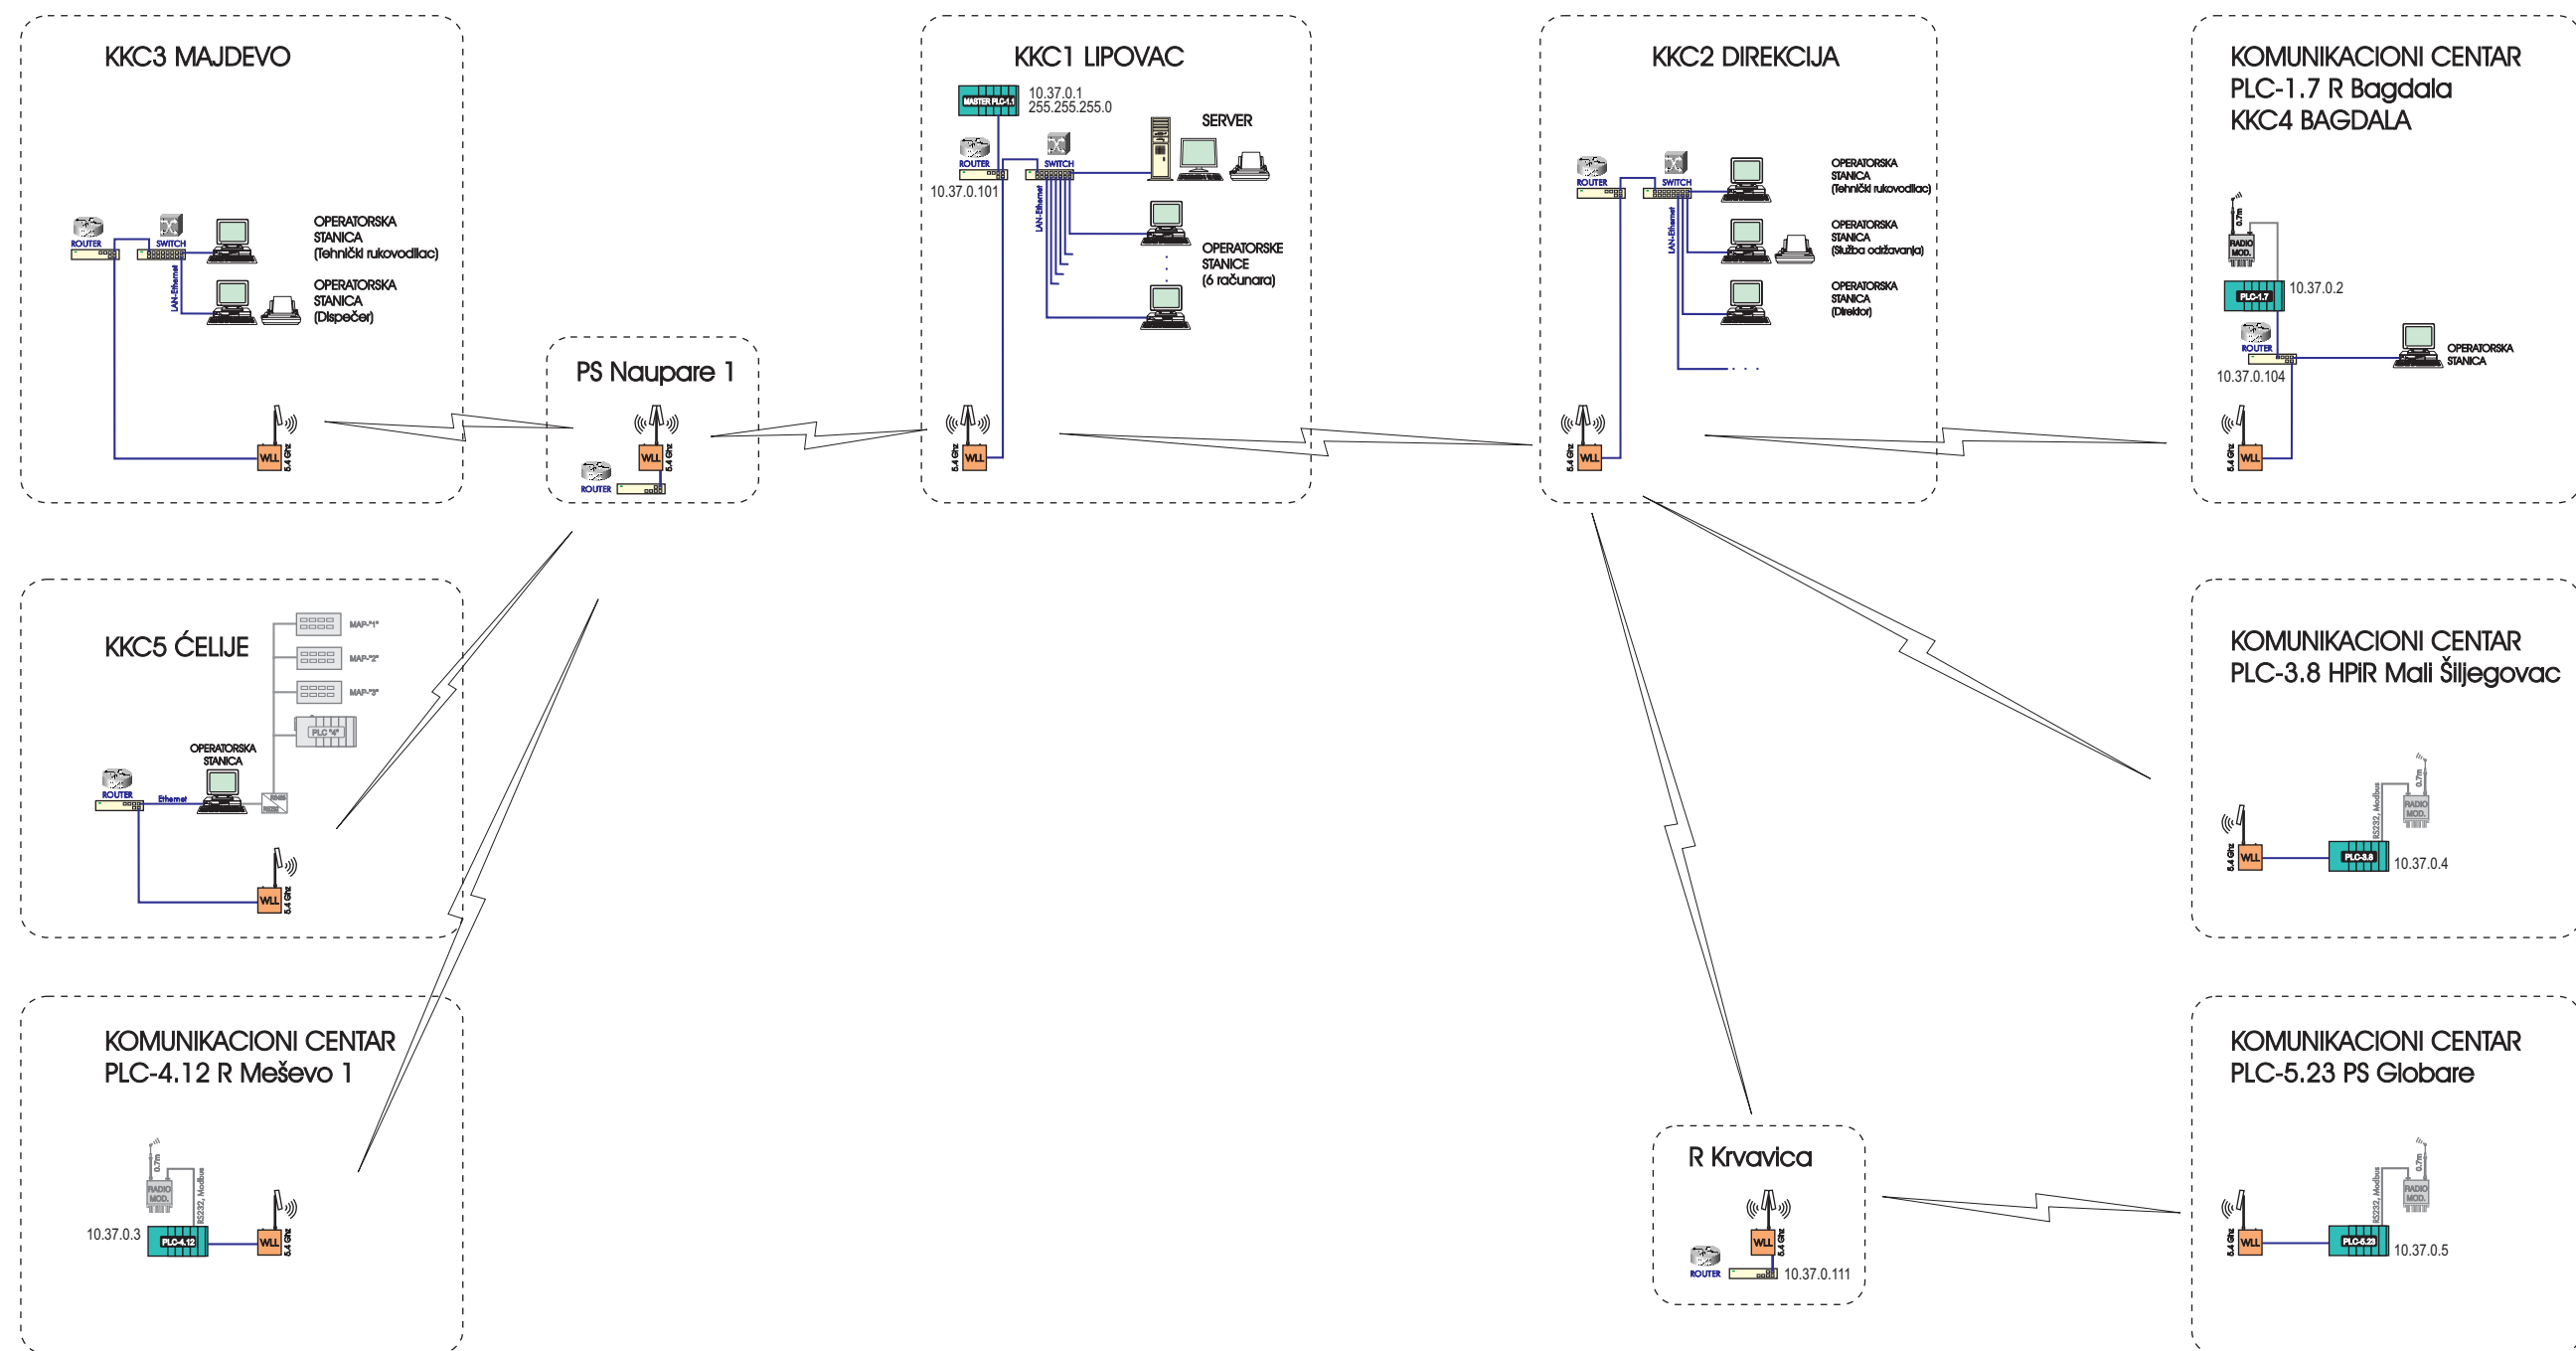 KKC3 MAJDEVO
ROUTER
SWITCH
LAN-Ethernet
OPERATORSKA
STANICA
(Tehnički rukovodilac)
OPERATORSKA
STANICA
(Dispečer)
WLL
5.4 Ghz
PS Naupare 1
WLL
5.4 Ghz
ROUTER
KKC1 LIPOVAC
MASTER PLC-1.1
10.37.0.1
255.255.255.0
ROUTER
10.37.0.101
SWITCH
LAN-Ethernet
SERVER
OPERATORSKE
STANICE
(6 računara)
5.4 Ghz
WLL
KKC2 DIREKCIJA
ROUTER
SWITCH
LAN-Ethernet
OPERATORSKA
STANICA
(Tehnički rukovodilac)
OPERATORSKA
STANICA
(Služba održavanja)
OPERATORSKA
STANICA
(Direktor)
5.4 Ghz
WLL
KOMUNIKACIONI CENTAR
PLC-1.7 R Bagdala
KKC4 BAGDALA
0.7m
RADIO
MOD.
PLC-1.7
10.37.0.2
ROUTER
10.37.0.104
OPERATORSKA
STANICA
5.4 Ghz
WLL
KKC5 ĆELIJE
MAP-"1"
MAP-"2"
MAP-"3"
PLC "4"
OPERATORSKA
STANICA
ROUTER
Ethernet
RS485
RS232
WLL
5.4 Ghz
KOMUNIKACIONI CENTAR
PLC-3.8 HPiR Mali Šiljegovac
0.7m
RADIO
MOD.
RS232, Modbus
5.4 Ghz
WLL
PLC-3.8
10.37.0.4
KOMUNIKACIONI CENTAR
PLC-4.12 R Meševo 1
0.7m
RADIO
MOD.
RS232, Modbus
10.37.0.3
PLC-4.12
WLL
5.4 Ghz
R Krvavica
WLL
5.4 Ghz
ROUTER
10.37.0.111
KOMUNIKACIONI CENTAR
PLC-5.23 PS Globare
0.7m
RADIO
MOD.
RS232, Modbus
5.4 Ghz
WLL
PLC-5.23
10.37.0.5